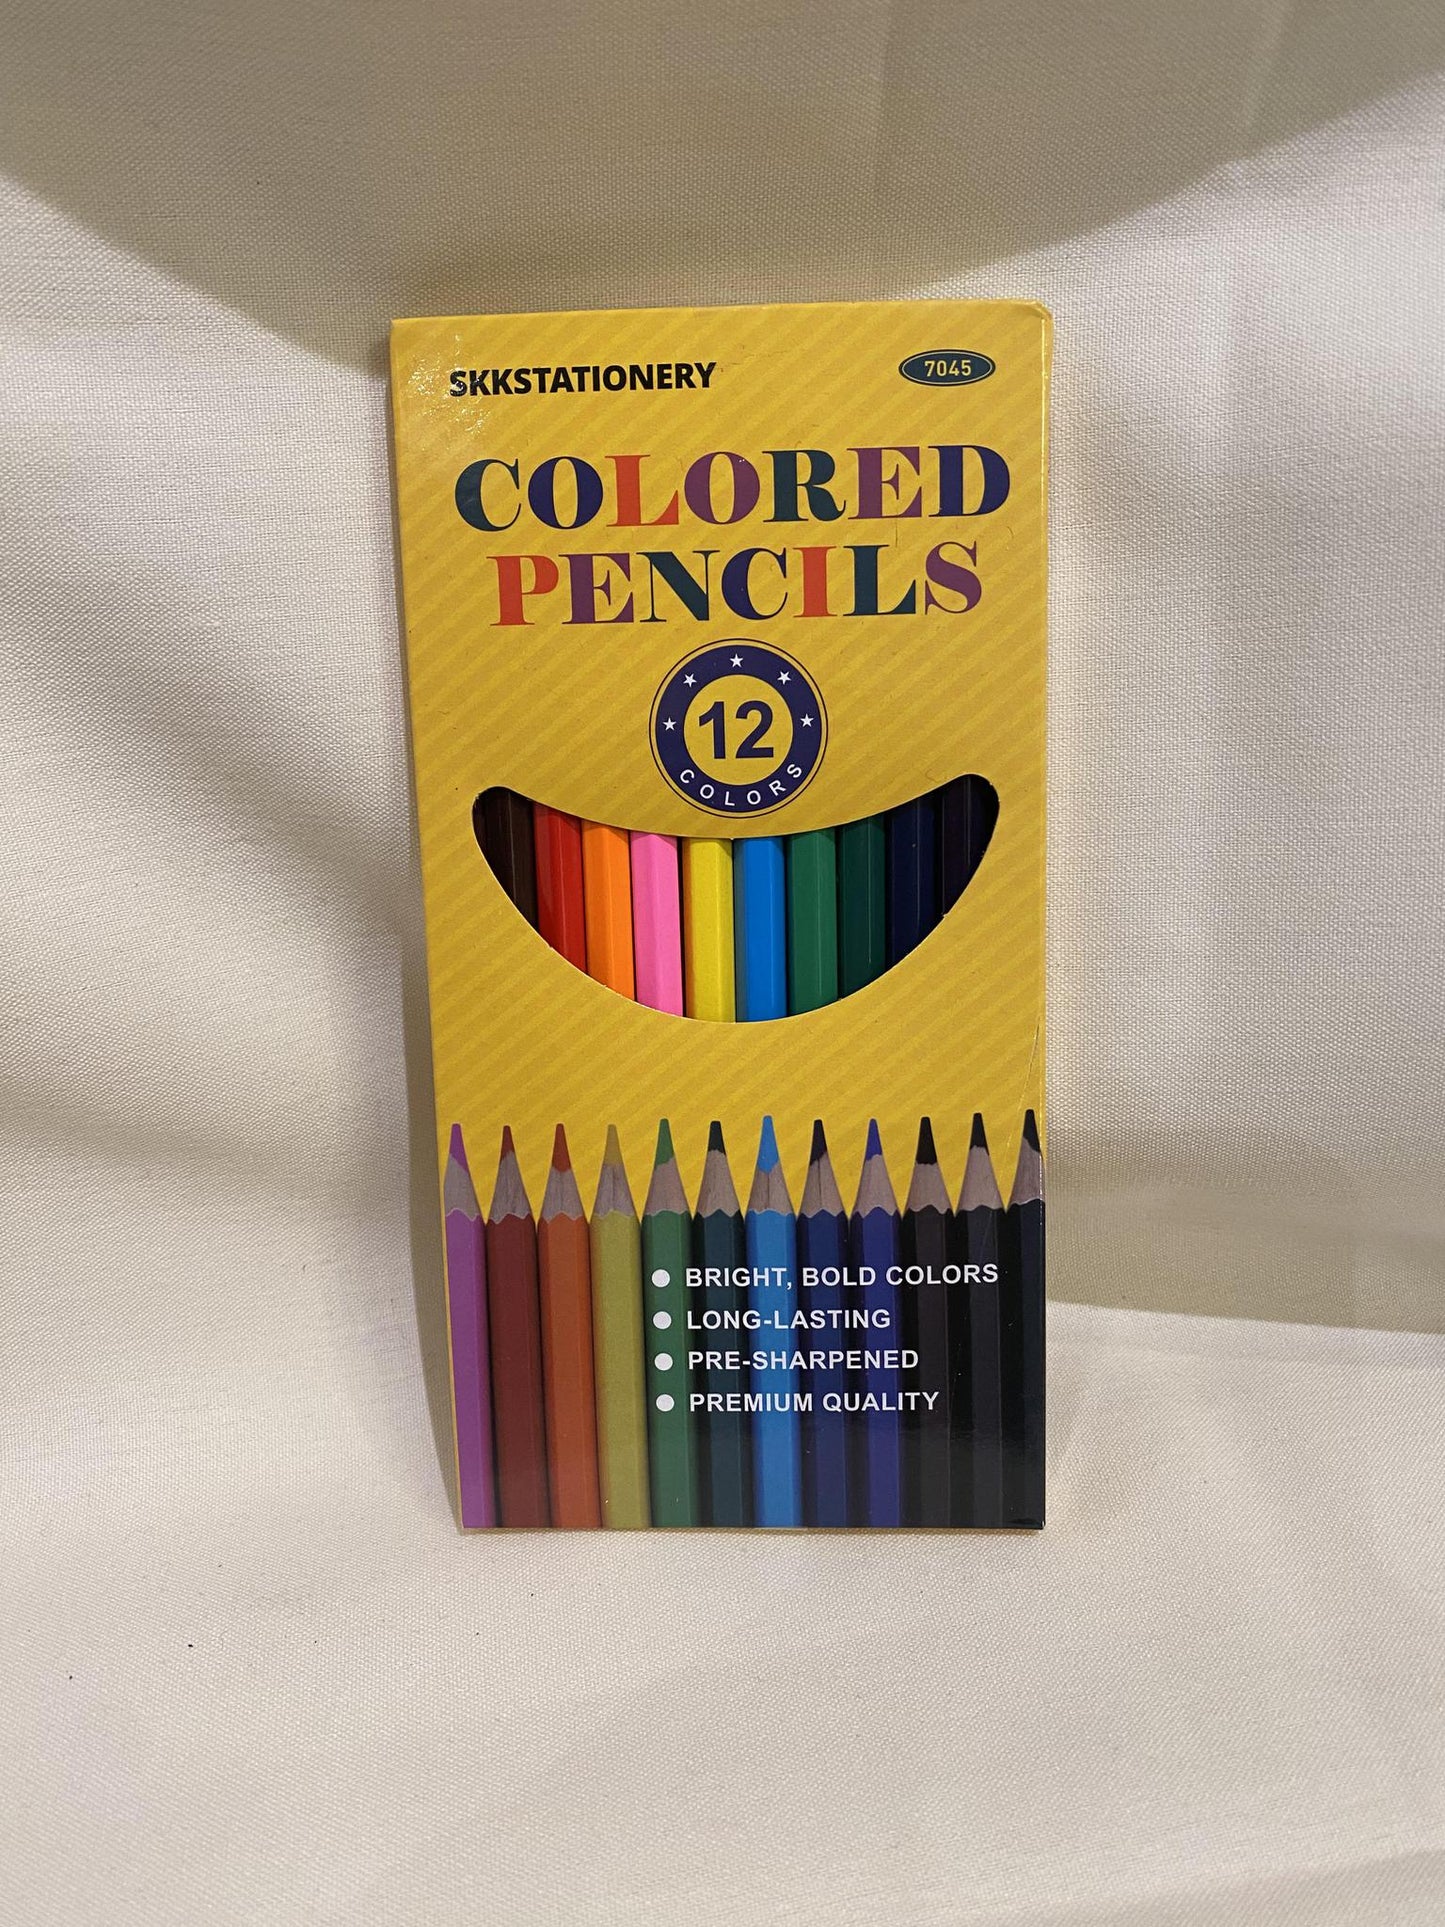 SKKSTATIONERY
7045
COLORED
PENCILS
12
COLORS
BRIGHT, BOLD COLORS
LONG-LASTING
PRE-SHARPENED
PREMIUM QUALITY